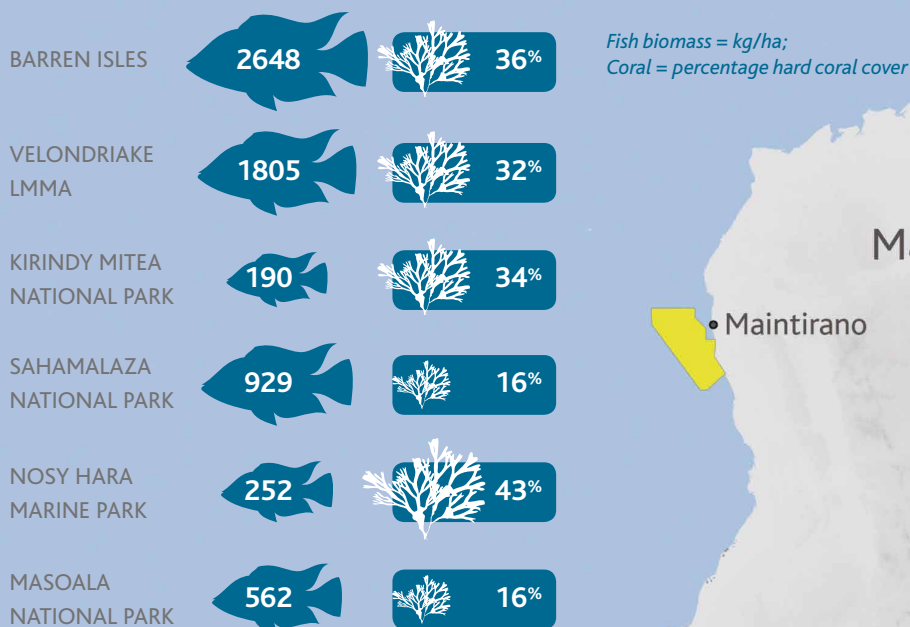 BARREN ISLES
2648
36%
Fish biomass = kg/ha;
Coral = percentage hard coral cover
VELONDRIAKE
LMMA
1805
32%
KIRINDY MITEA
NATIONAL PARK
190
34%
Ma
Maintirano
SAHAMALAZA
NATIONAL PARK
929
16%
NOSY HARA
MARINE PARK
252
43%
MASOALA
NATIONAL PARK
562
16%